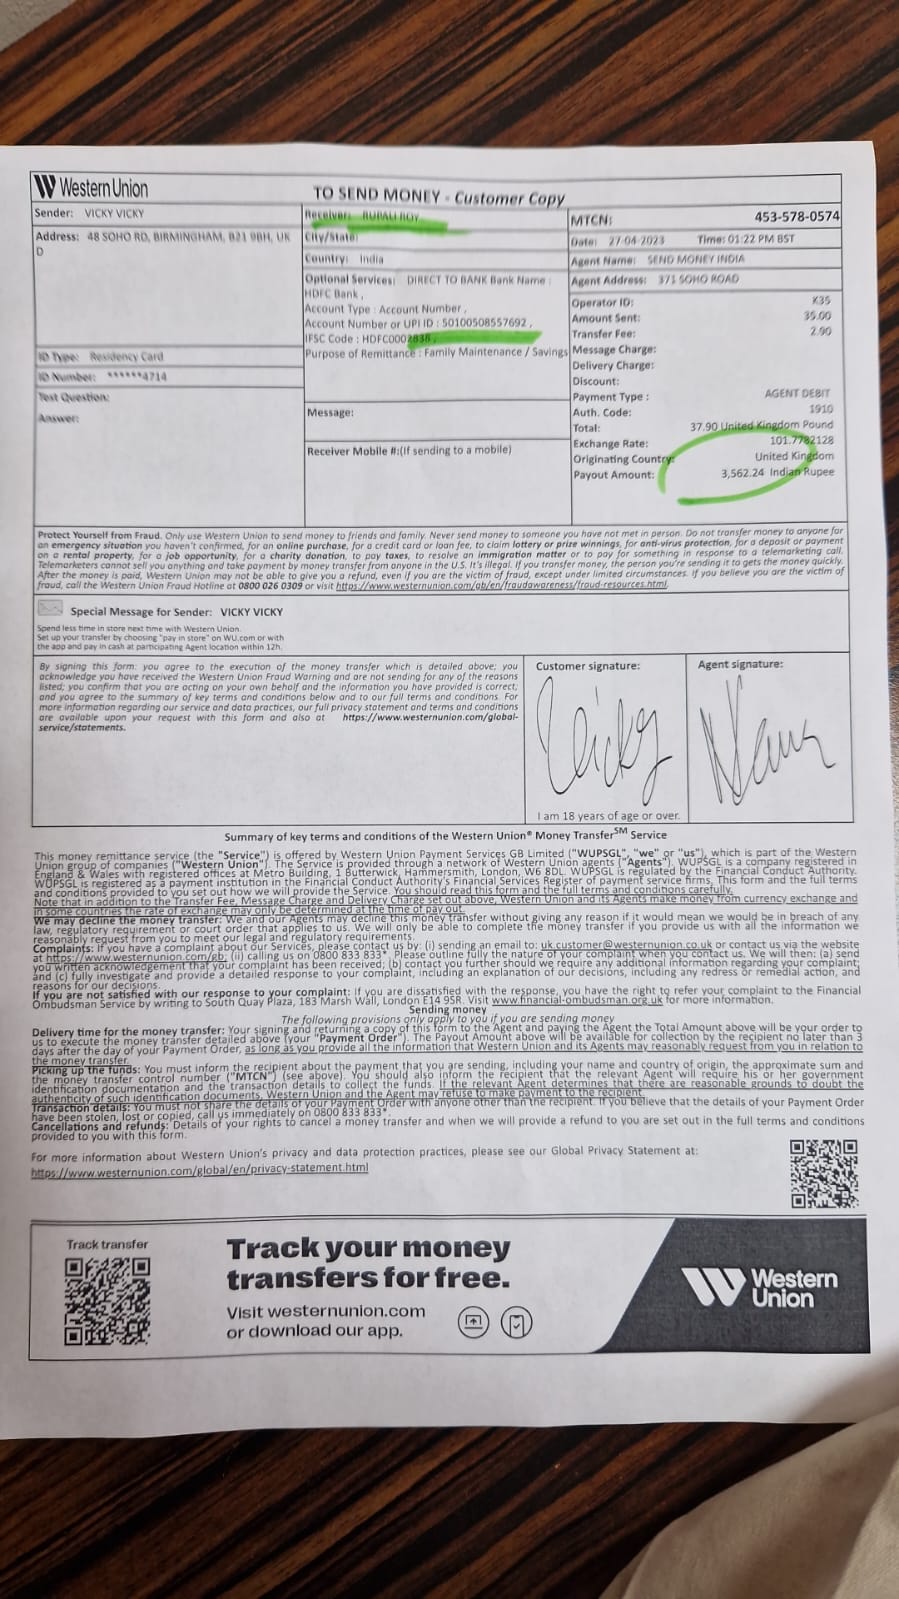 Western Union
TO SEND MONEY - Customer Copy
Sender: VICKY VICKY
Address: 48 SOHO RD, BIRMINGHAM, B21 9BH, UK
D
ID Type: Residency Card
ID Number: ******4714
Test Question:
Answer:
Receiver: RUPALI ROY
City/State:
Country: India
Optional Services: DIRECT TO BANK Bank Name :
HDFC Bank ,
Account Type : Account Number ,
Account Number or UPI ID : 50100508557692 ,
IFSC Code : HDFC0002838 ,
Purpose of Remittance : Family Maintenance / Savings
Message:
Receiver Mobile #:(If sending to a mobile)
MTCN: 453-578-0574
Date: 27-04-2023 Time: 01:22 PM BST
Agent Name: SEND MONEY INDIA
Agent Address: 371 SOHO ROAD
Operator ID: K35
Amount Sent: 35.00
Transfer Fee: 2.90
Message Charge:
Delivery Charge:
Discount:
Payment Type : AGENT DEBIT
Auth. Code: 1910
Total: 37.90 United Kingdom Pound
Exchange Rate: 101.7782128
Originating Country: United Kingdom
Payout Amount: 3,562.24 Indian Rupee
Protect Yourself from Fraud. Only use Western Union to send money to friends and family. Never send money to someone you have not met in person. Do not transfer money to anyone for
an emergency situation you haven't confirmed, for an online purchase, for a credit card or loan fee, to claim lottery or prize winnings, for anti-virus protection, for a deposit or payment
on a rental property, for a job opportunity, for a charity donation, to pay taxes, to resolve an immigration matter or to pay for something in response to a telemarketing call.
Telemarketers cannot sell you anything and take payment by money transfer from anyone in the U.S. It's illegal. If you transfer money, the person you're sending it to gets the money quickly.
After the money is paid, Western Union may not be able to give you a refund, even if you are the victim of fraud, except under limited circumstances. If you believe you are the victim of
fraud, call the Western Union Fraud Hotline at 0800 026 0309 or visit https://www.westernunion.com/gb/en/fraudawareness/fraud-resources.html.
Special Message for Sender: VICKY VICKY
Spend less time in store next time with Western Union.
Set up your transfer by choosing "pay in store" on WU.com or with
the app and pay in cash at participating Agent location within 12h.
By signing this form: you agree to the execution of the money transfer which is detailed above; you
acknowledge you have received the Western Union Fraud Warning and are not sending for any of the reasons
listed; you confirm that you are acting on your own behalf and the information you have provided is correct;
and you agree to the summary of key terms and conditions below and to our full terms and conditions. For
more information regarding our service and data practices, our full privacy statement and terms and conditions
are available upon your request with this form and also at https://www.westernunion.com/global-
service/statements.
Customer signature:
Vicky
I am 18 years of age or over.
Agent signature:
Summary of key terms and conditions of the Western Union® Money TransferSM Service
This money remittance service (the "Service") is offered by Western Union Payment Services GB Limited ("WUPSGL", "we" or "us"), which is part of the Western
Union group of companies ("Western Union"). The Service is provided through a network of Western Union agents ("Agents"). WUPSGL is a company registered in
England & Wales with registered offices at Metro Building, 1 Butterwick, Hammersmith, London, W6 8DL. WUPSGL is regulated by the Financial Conduct Authority.
WUPSGL is registered as a payment institution in the Financial Conduct Authority's Financial Services Register of payment service firms. This form and the full terms
and conditions provided to you set out how we will provide the Service. You should read this form and the full terms and conditions carefully.
Note that in addition to the Transfer Fee, Message Charge and Delivery Charge set out above, Western Union and its Agents make money from currency exchange and
in some countries the rate of exchange may only be determined at the time of pay out.
We may decline the money transfer: We and our Agents may decline the money transfer without giving any reason if it would mean we would be in breach of any
law, regulatory requirement or court order that applies to us. We will only be able to complete the money transfer if you provide us with all the information we
reasonably request from you to meet our legal and regulatory requirements.
Complaints: If you have a complaint about our Services, please contact us by: (i) sending an email to: uk.customer@westernunion.co.uk or contact us via the website
at https://www.westernunion.com/gb; (ii) calling us on 0800 833 833*. Please outline fully the nature of your complaint when you contact us. We will then: (a) send
you written acknowledgement that your complaint has been received; (b) contact you further should we require any additional information regarding your complaint;
and (c) fully investigate and provide a detailed response to your complaint, including an explanation of our decisions, including any redress or remedial action, and
reasons for our decisions.
If you are not satisfied with our response to your complaint: If you are dissatisfied with our response, you have the right to refer your complaint to the Financial
Ombudsman Service by writing to South Quay Plaza, 183 Marsh Wall, London E14 9SR. Visit www.financial-ombudsman.org.uk for more information.
Sending money
The following provisions only apply to you if you are sending money
Delivery time for the money transfer: Your signing and returning a copy of this form to the Agent and paying the Agent the Total Amount above will be your order to
us to execute the money transfer detailed above (your "Payment Order"). The Payout Amount above will be available for collection by the recipient no later than 3
days after the day of your Payment Order, as long as you provide all the information that Western Union and its Agents may reasonably request from you in relation to
the money transfer.
Picking up the funds: You must inform the recipient about the payment that you are sending, including your name and country of origin, the approximate sum and
the money transfer control number ("MTCN") (see above). You should also inform the recipient that the relevant Agent will require his or her government
identification documentation and the transaction details to collect the funds. If the relevant Agent determines that there are reasonable grounds to doubt the
authenticity of such identification documents, Western Union and the Agent may refuse to make payment to the recipient.
Transaction details: You must not share the details of your Payment Order with anyone other than the recipient. If you believe that the details of your Payment Order
have been stolen, lost or copied, call us immediately on 0800 833 833*.
Cancellations and refunds: Details of your rights to cancel a money transfer and when we will provide a refund to you are set out in the full terms and conditions
provided to you with this form.
For more information about Western Union's privacy and data protection practices, please see our Global Privacy Statement at:
https://www.westernunion.com/global/en/privacy-statement.html
Track transfer
Track your money
transfers for free.
Visit westernunion.com
or download our app.
Western
Union